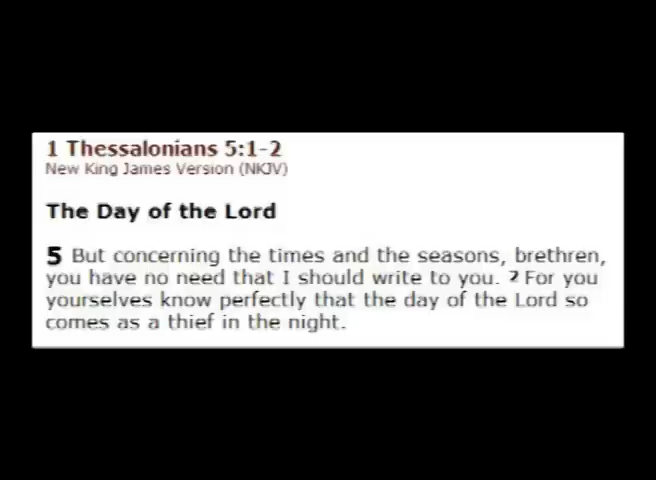 1 Thessalonians 5:1-2
New King James Version (NKJV)
The Day of the Lord
5 But concerning the times and the seasons, brethren,
you have no need that I should write to you. 2 For you
yourselves know perfectly that the day of the Lord so
comes as a thief in the night.